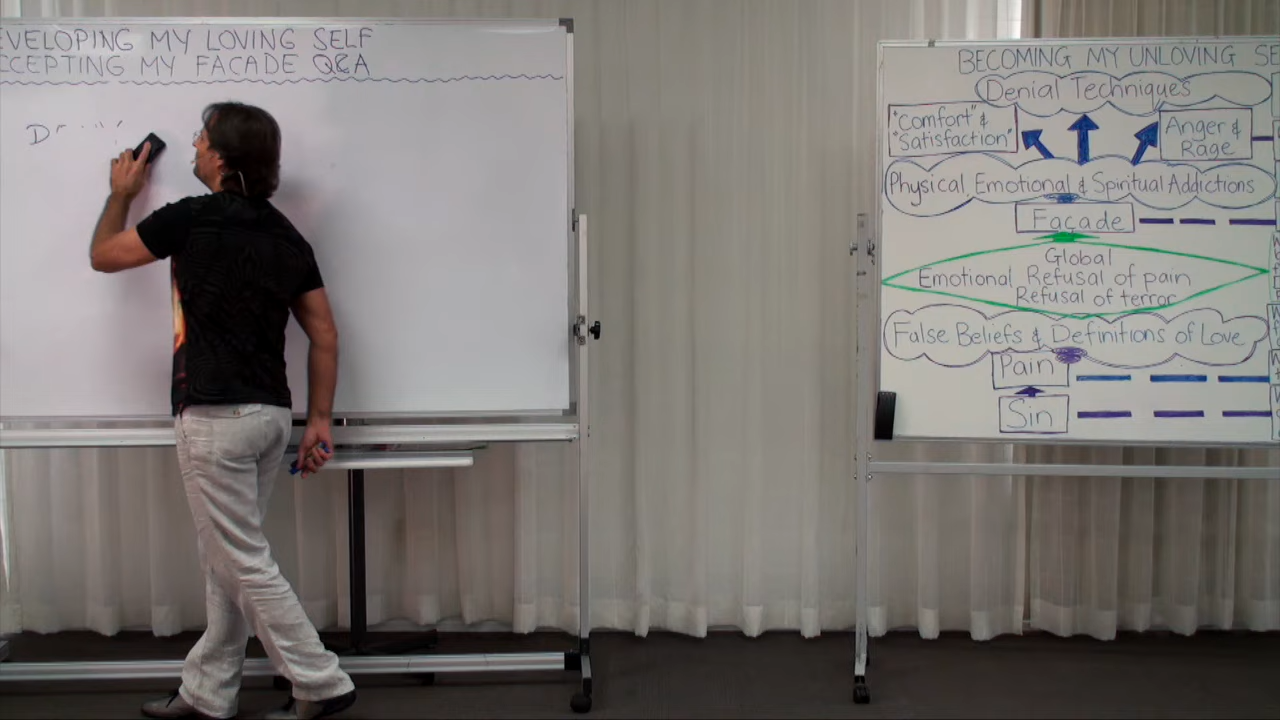 EVELOPING MY LOVING SELF
CCEPTING MY FACADE Q&A
D
BECOMING MY UNLOVING SE
Denial Techniques
"Comfort" &
"Satisfaction"
Anger &
Rage
Physical, Emotional & Spiritual Addictions
Façade
Global
Emotional Refusal of pain
Refusal of terror
False Beliefs & Definitions of Love
Pain
Sin